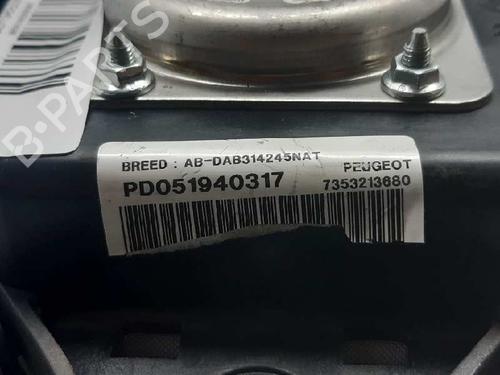 B-PARTS
BREED : AB-DAB314245NAT PEUGEOT
PD051940317 7353213680